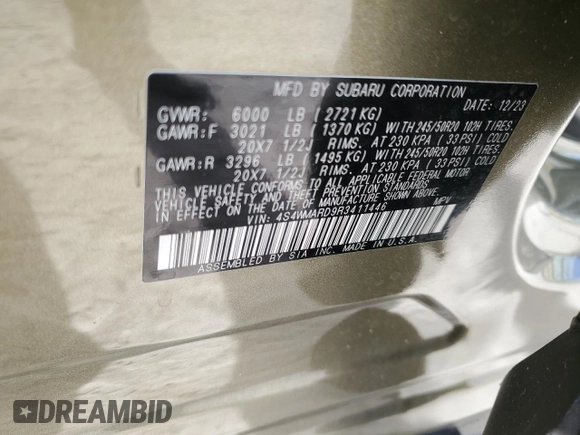 MFD BY SUBARU CORPORATION
DATE: 12/23
GVWR: 6000 LB ( 2721 KG)
GAWR:F 3021 LB ( 1370 KG) WITH 245/50R20 102H TIRES.
20X7 1/2J RIMS. AT 230 KPA ( 33 PSI) COLD
GAWR:R 3296 LB ( 1495 KG) WITH 245/50R20 102H TIRES.
20X7 1/2J RIMS. AT 230 KPA ( 33 PSI) COLD
THIS VEHICLE CONFORMS TO ALL APPLICABLE FEDERAL MOTOR
VEHICLE SAFETY AND BUMPER STANDARDS IN EFFECT ON
THE DATE OF MANUFACTURE SHOWN ABOVE.
VIN: 4S4WMARD9R3411446 MPV
ASSEMBLED BY SIA INC. MADE IN U.S.A.
DREAMBID